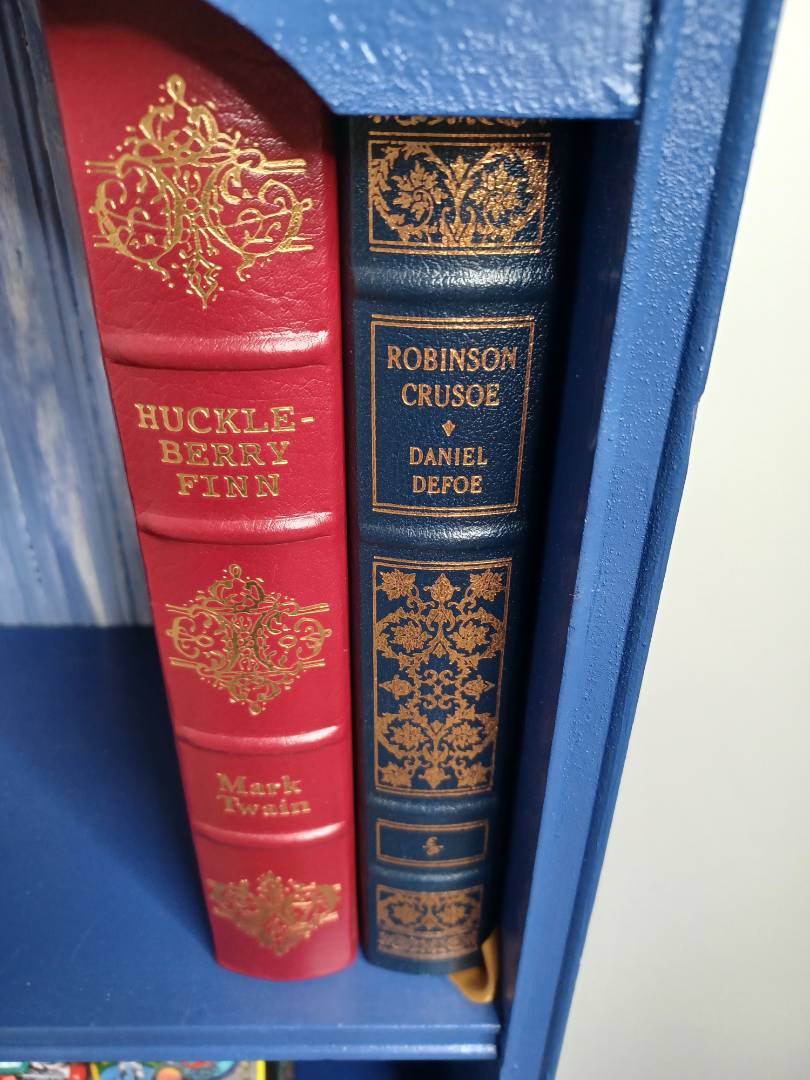 HUCKLE-
BERRY
FINN
Mark
Twain
ROBINSON
CRUSOE
DANIEL
DEFOE